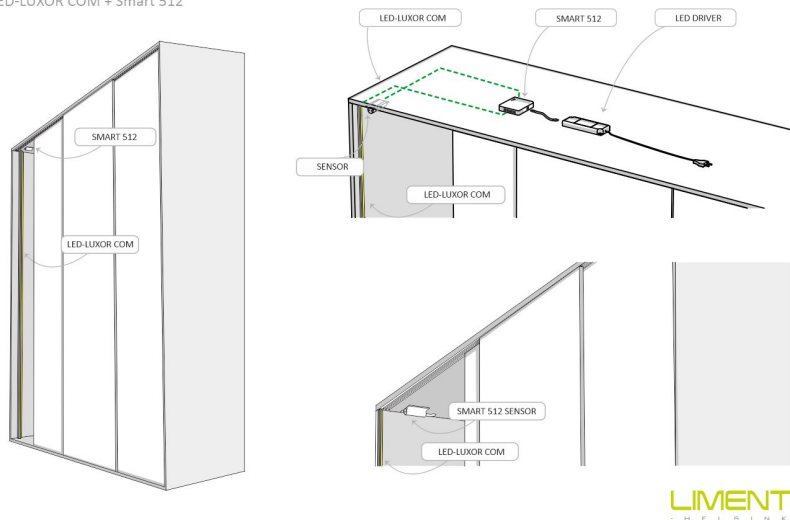 LED-LUXOR COM + Smart 512
LED-LUXOR COM
SMART 512
LED DRIVER
SMART 512
SENSOR
LED-LUXOR COM
LED-LUXOR COM
SMART 512 SENSOR
LED-LUXOR COM
LIMENT